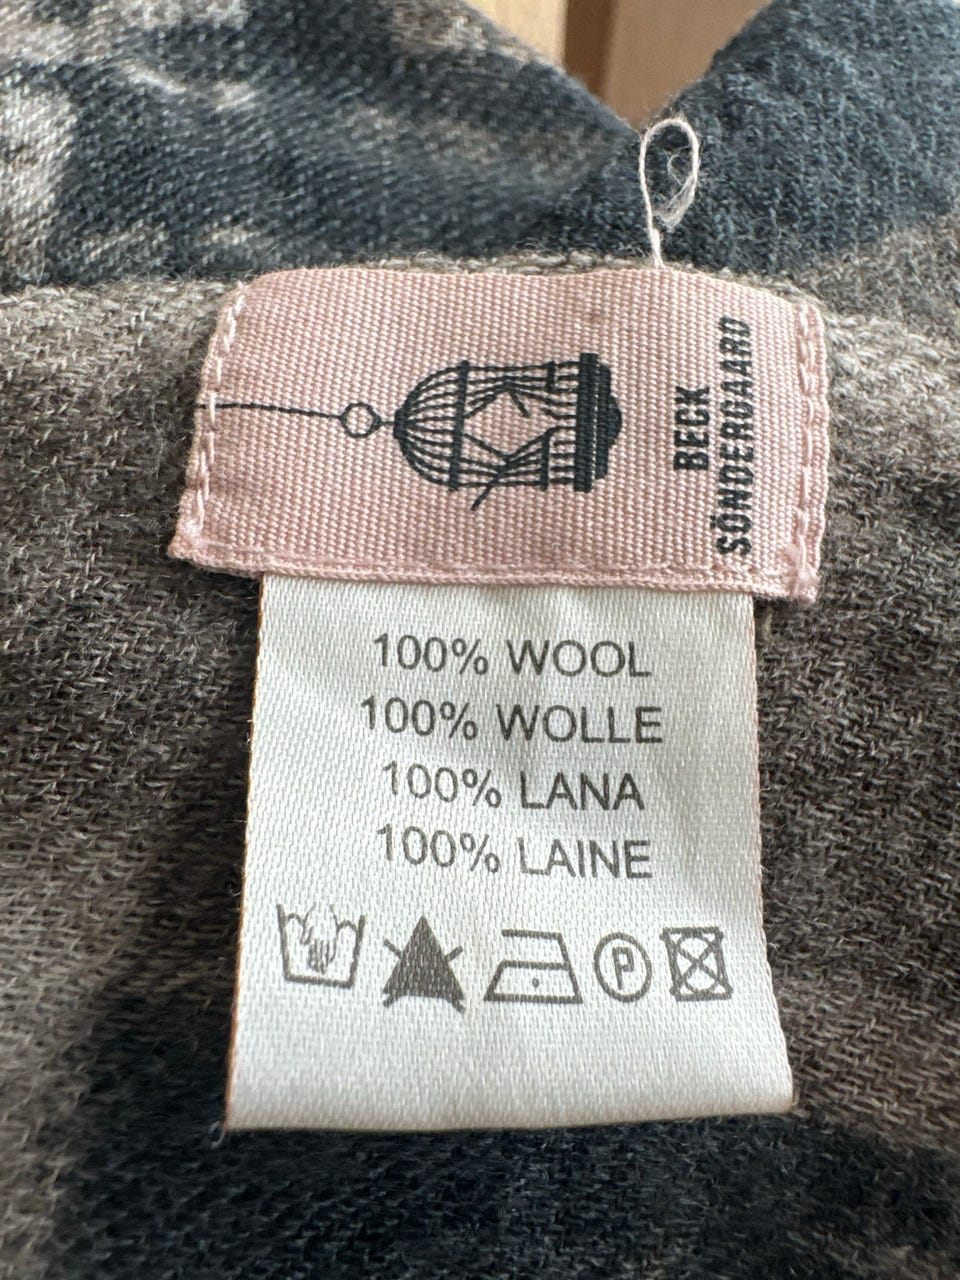 BECK
SÖNDERGAARD
100% WOOL
100% WOLLE
100% LANA
100% LAINE
P